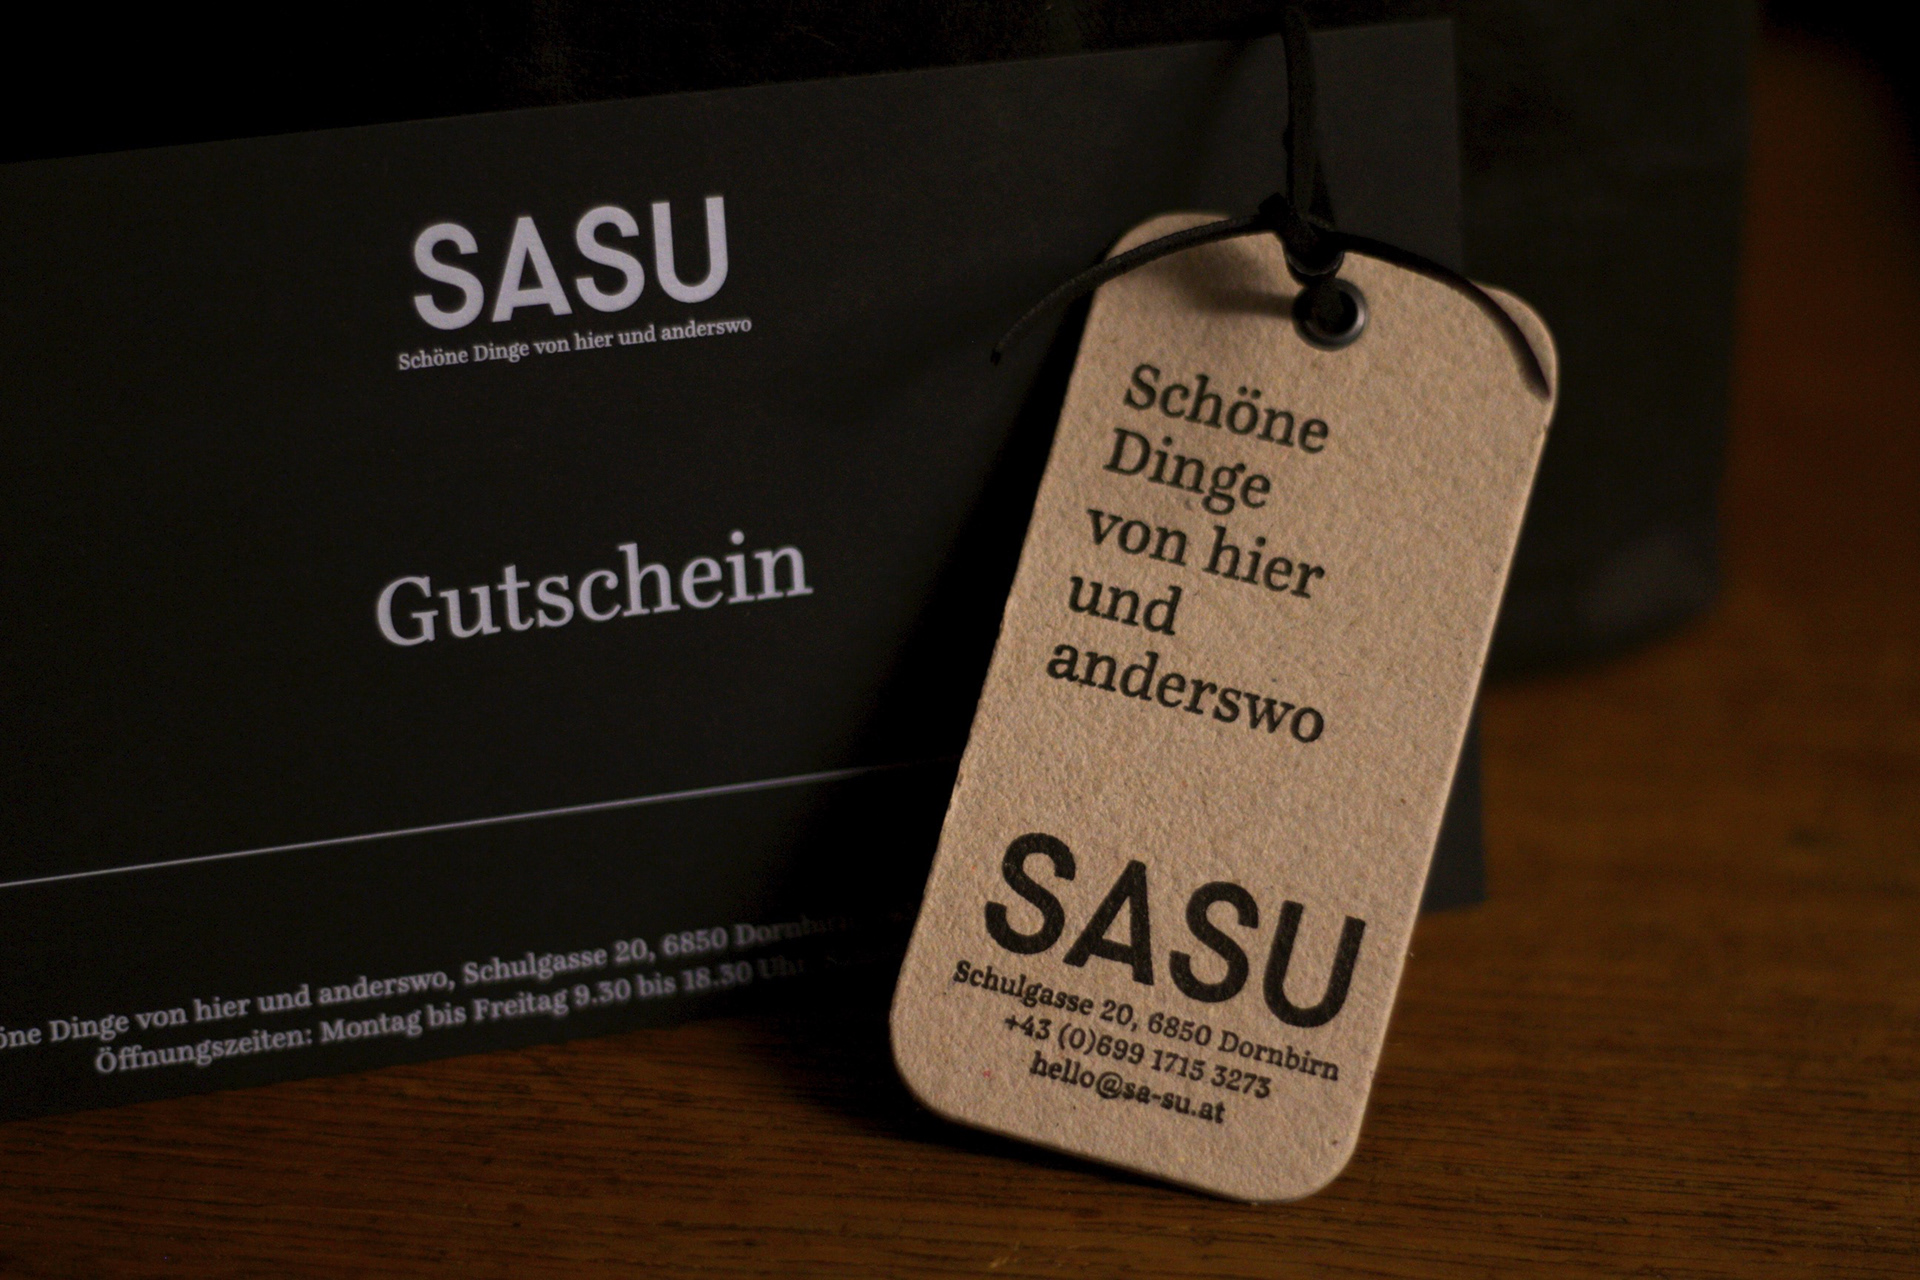 SASU
Schöne Dinge von hier und anderswo
Gutschein
Dinge von hier und anderswo, Schulgasse 20, 6850
Öffnungszeiten: Montag bis Freitag 9.30 bis 18.30 Uhr
Schöne
Dinge
von hier
und
anderswo
SASU
Schulgasse 20, 6850 Dornbirn
+43 (0)699 1715 3273
hello@sa-su.at